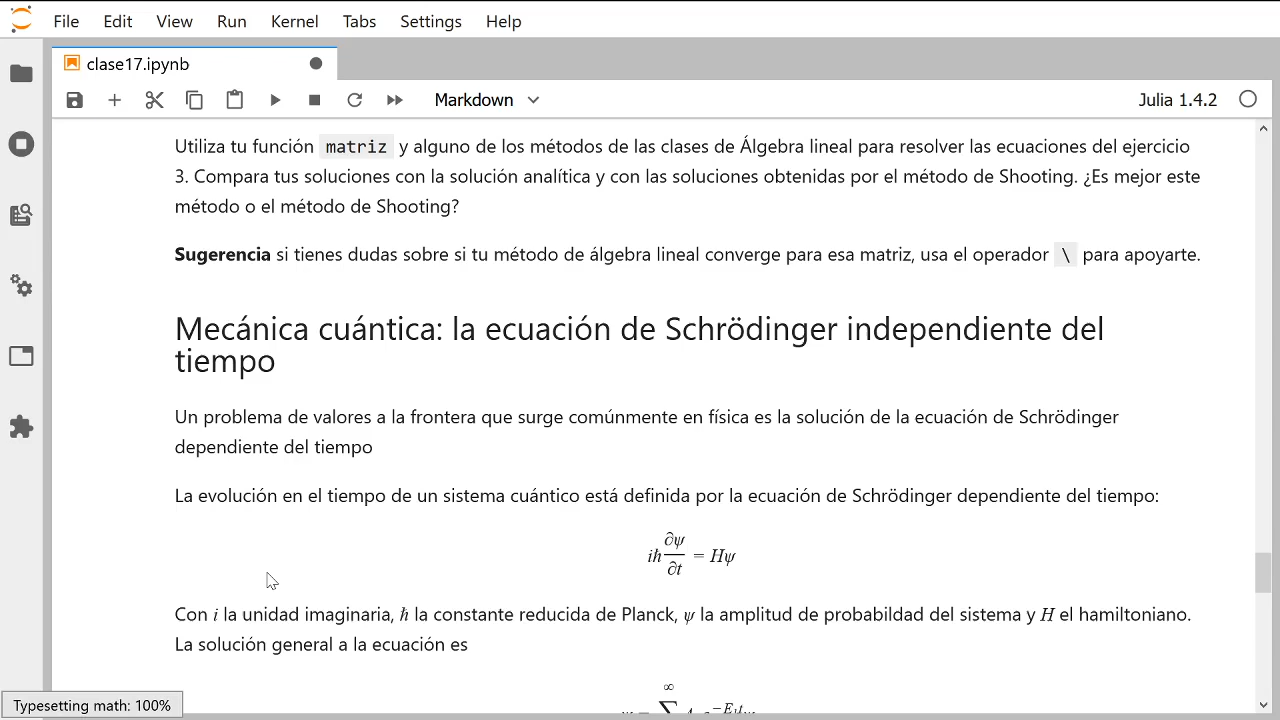 File Edit View Run Kernel Tabs Settings Help
clase17.ipynb
Markdown
Julia 1.4.2
Utiliza tu función matriz y alguno de los métodos de las clases de Álgebra lineal para resolver las ecuaciones del ejercicio
3. Compara tus soluciones con la solución analítica y con las soluciones obtenidas por el método de Shooting. ¿Es mejor este
método o el método de Shooting?
Sugerencia si tienes dudas sobre si tu método de álgebra lineal converge para esa matriz, usa el operador \ para apoyarte.
Mecánica cuántica: la ecuación de Schrödinger independiente del
tiempo
Un problema de valores a la frontera que surge comúnmente en física es la solución de la ecuación de Schrödinger
dependiente del tiempo
La evolución en el tiempo de un sistema cuántico está definida por la ecuación de Schrödinger dependiente del tiempo:
iħ ∂ψ/∂t = Hψ
Con i la unidad imaginaria, ħ la constante reducida de Planck, ψ la amplitud de probabildad del sistema y H el hamiltoniano.
La solución general a la ecuación es
∞
Typesetting math: 100%